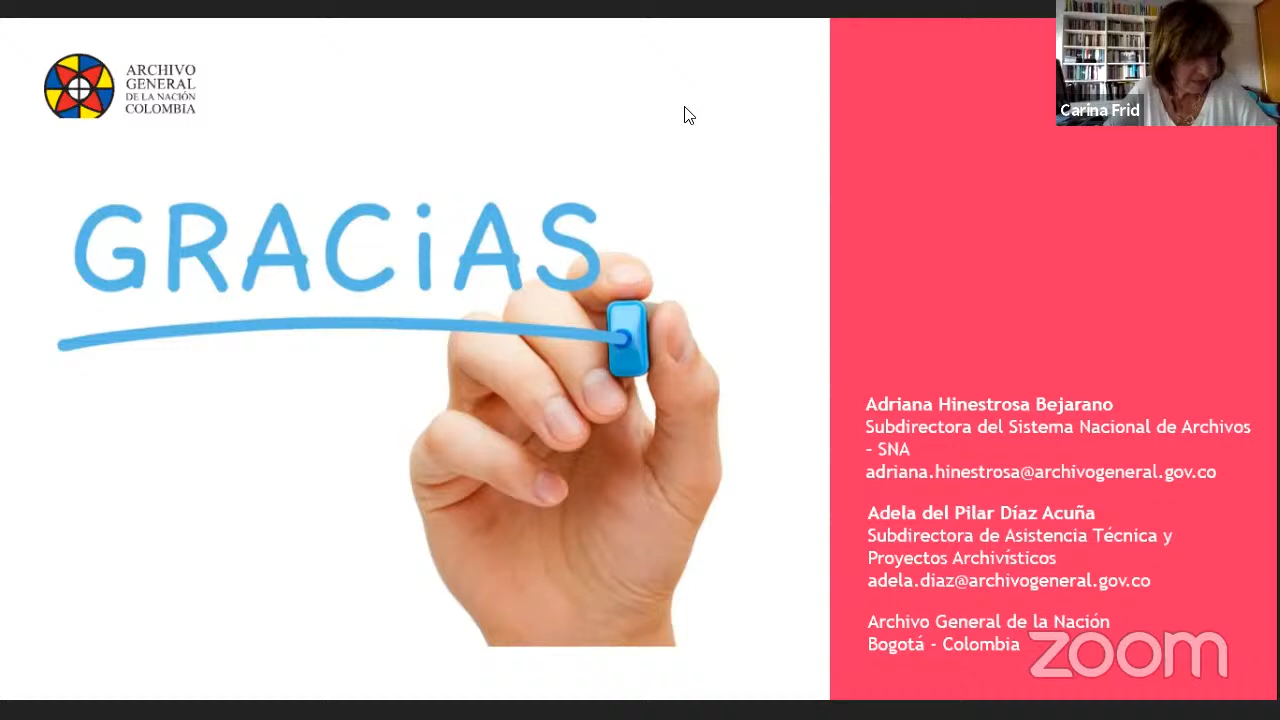 ARCHIVO
GENERAL
DE LA NACIÓN
COLOMBIA
Carina Frid
GRACiAS
Adriana Hinestrosa Bejarano
Subdirectora del Sistema Nacional de Archivos
- SNA
adriana.hinestrosa@archivogeneral.gov.co
Adela del Pilar Díaz Acuña
Subdirectora de Asistencia Técnica y
Proyectos Archivísticos
adela.diaz@archivogeneral.gov.co
Archivo General de la Nación
Bogotá - Colombia
zoom